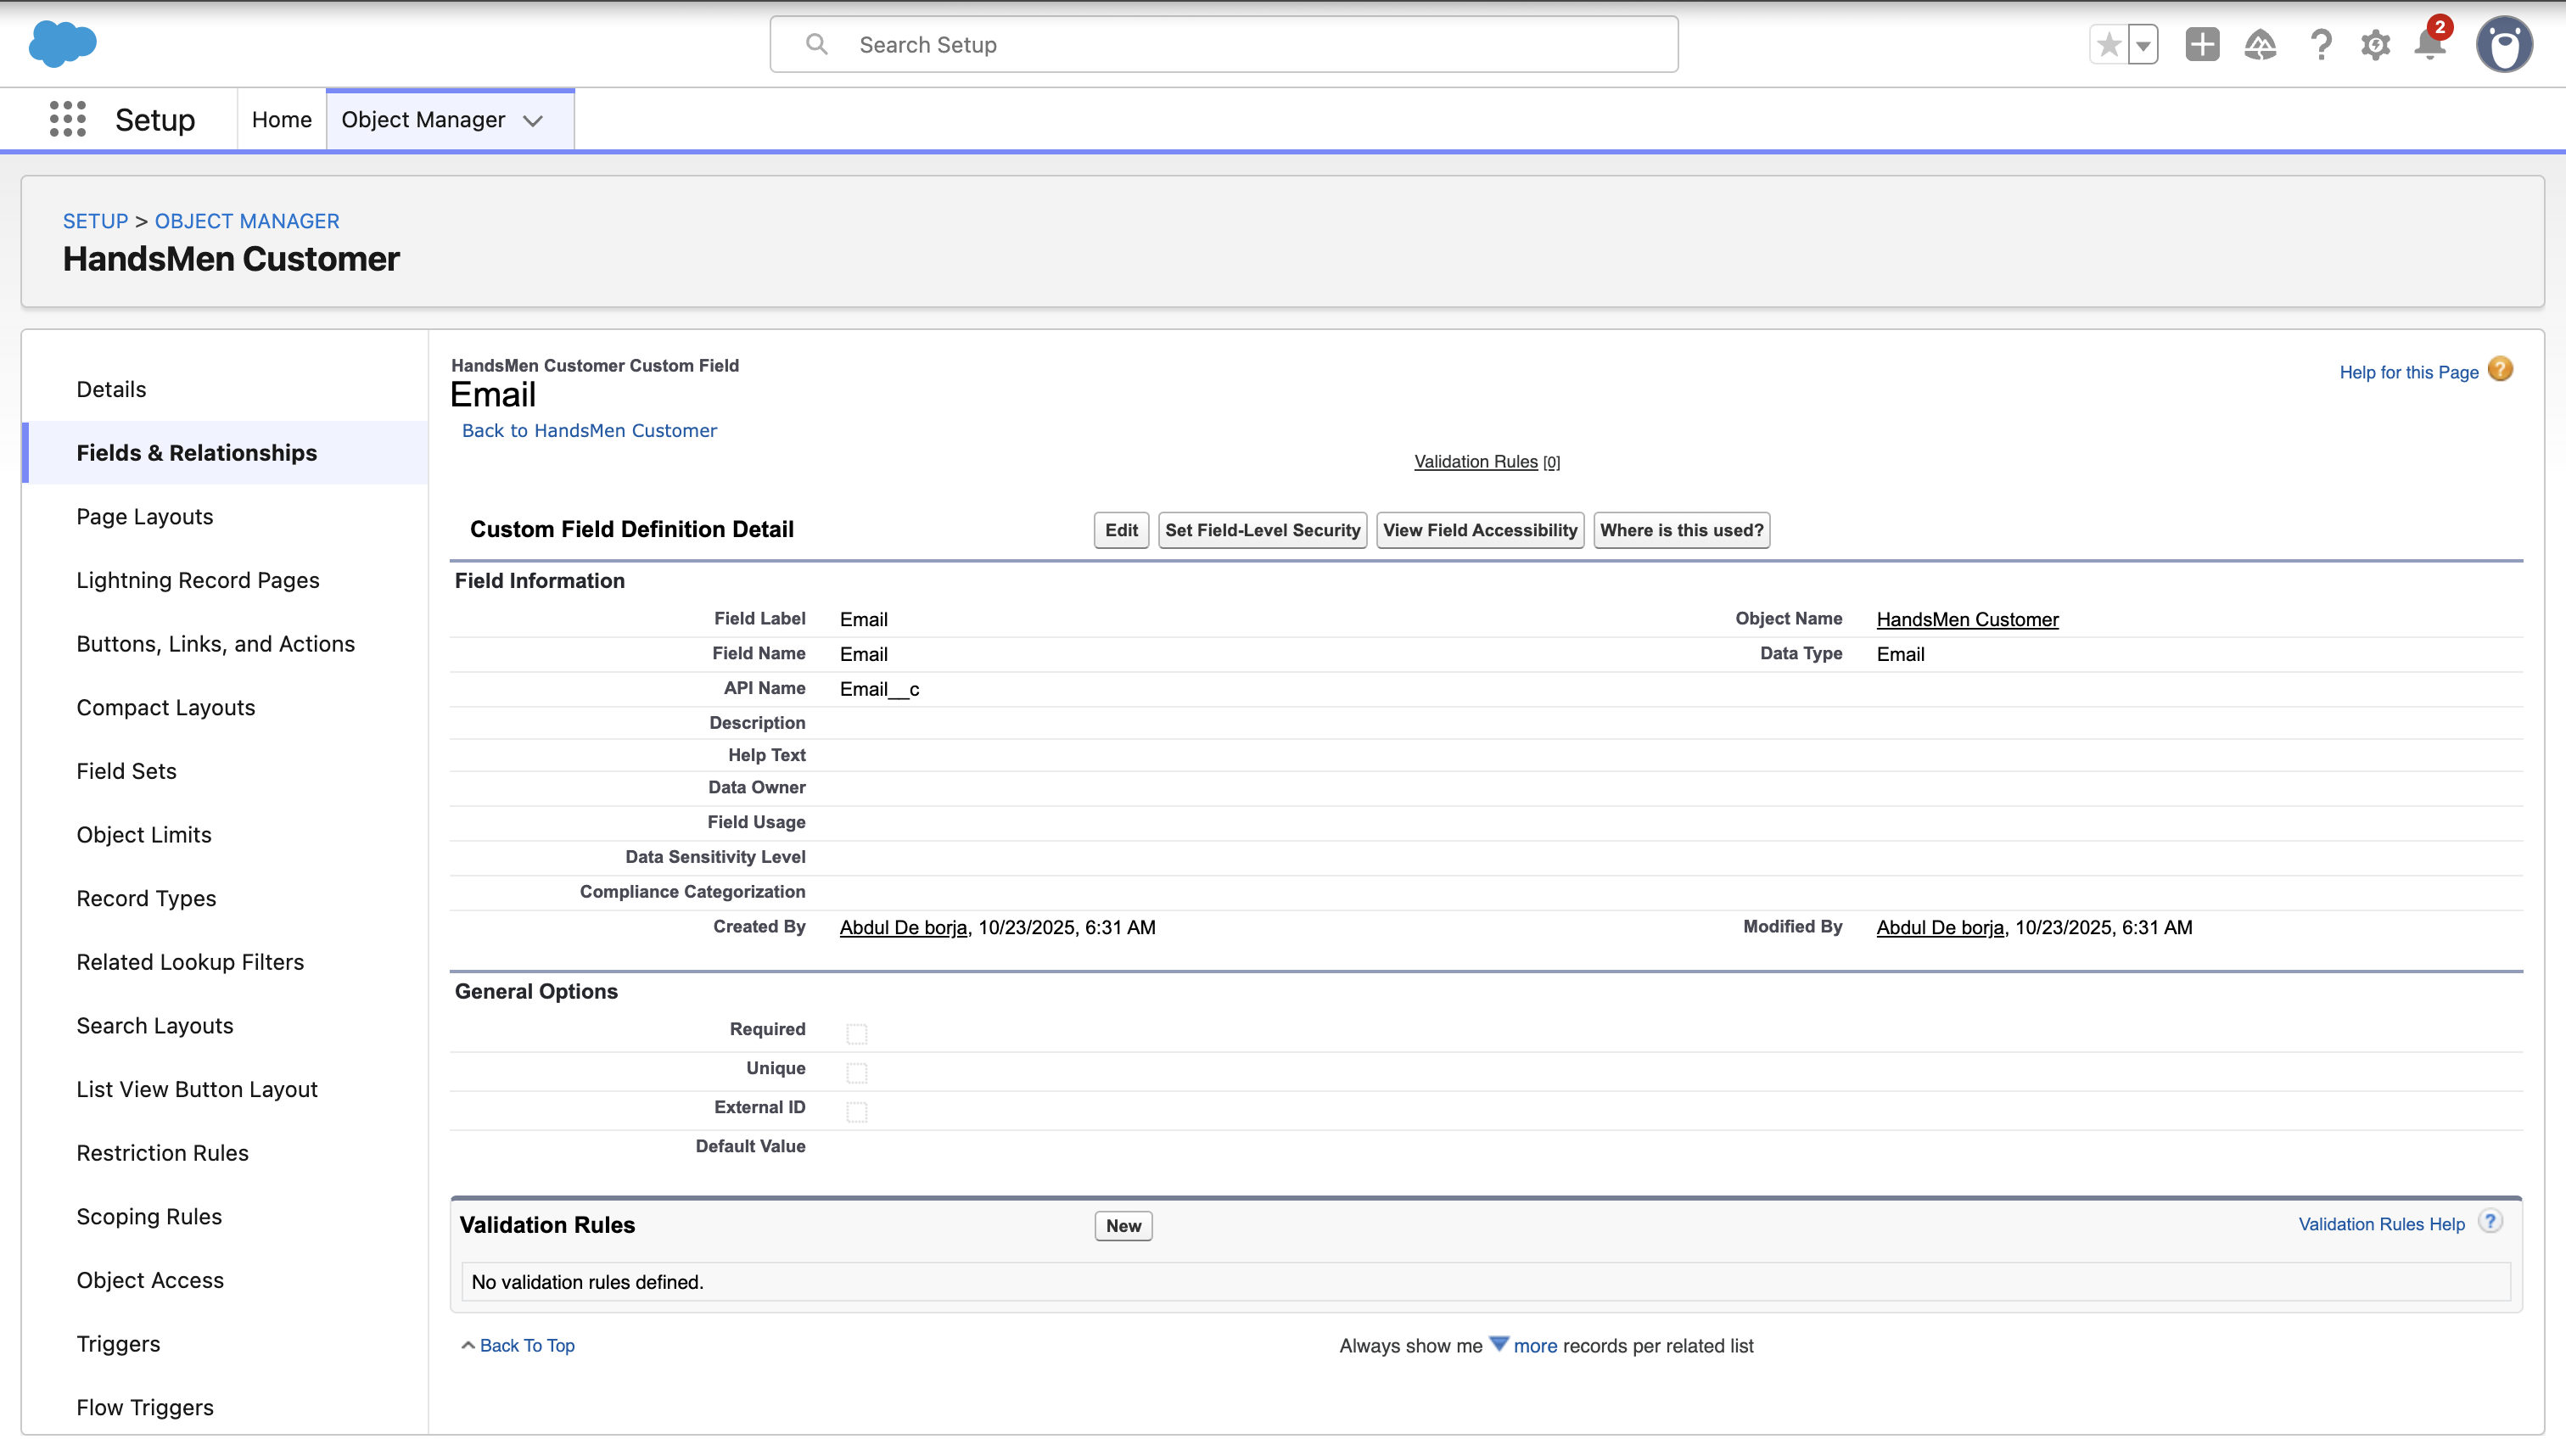 Search Setup
2
Setup
Home
Object Manager
SETUP > OBJECT MANAGER
HandsMen Customer
Details
Fields & Relationships
Page Layouts
Lightning Record Pages
Buttons, Links, and Actions
Compact Layouts
Field Sets
Object Limits
Record Types
Related Lookup Filters
Search Layouts
List View Button Layout
Restriction Rules
Scoping Rules
Object Access
Triggers
Flow Triggers
HandsMen Customer Custom Field
Email
Back to HandsMen Customer
Help for this Page ?
Validation Rules [0]
Custom Field Definition Detail Edit Set Field-Level Security View Field Accessibility Where is this used?
Field Information
Field Label Email Object Name HandsMen Customer
Field Name Email Data Type Email
API Name Email__c
Description
Help Text
Data Owner
Field Usage
Data Sensitivity Level
Compliance Categorization
Created By Abdul De borja, 10/23/2025, 6:31 AM Modified By Abdul De borja, 10/23/2025, 6:31 AM
General Options
Required
Unique
External ID
Default Value
Validation Rules New Validation Rules Help ?
No validation rules defined.
Back To Top Always show me more records per related list